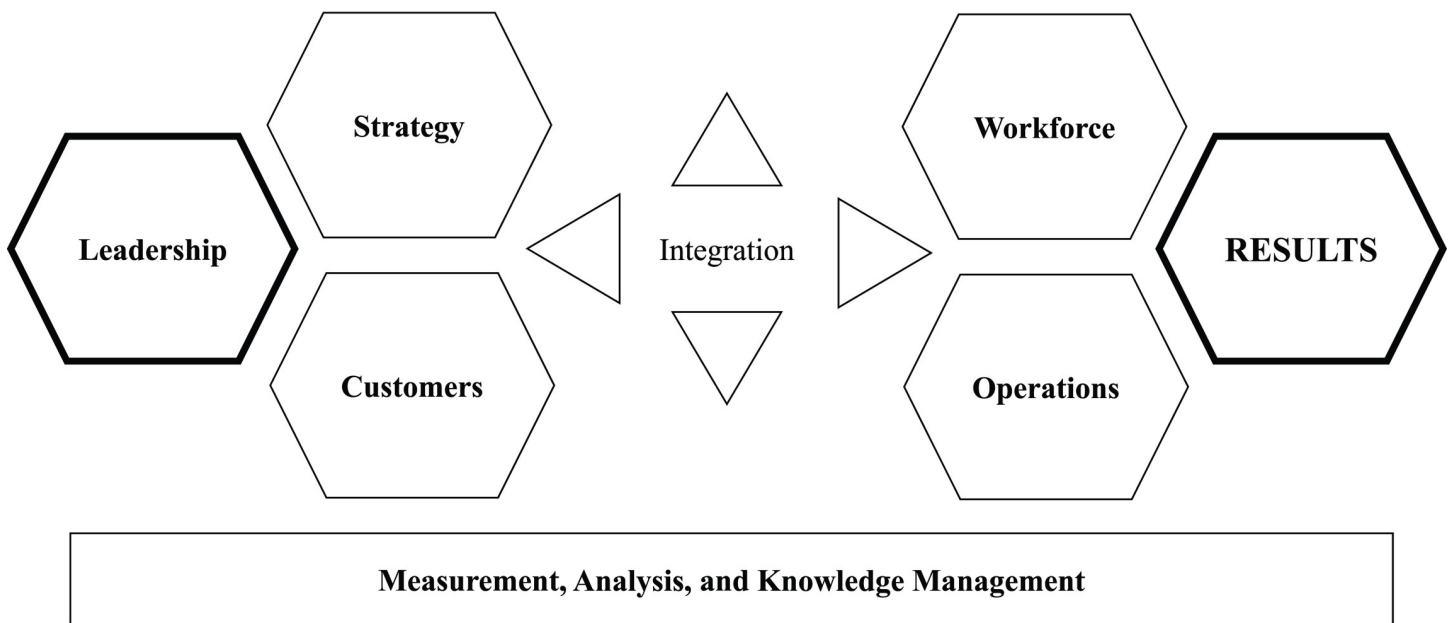 Strategy
Workforce
Leadership
Integration
RESULTS
Customers
Operations
Measurement, Analysis, and Knowledge Management